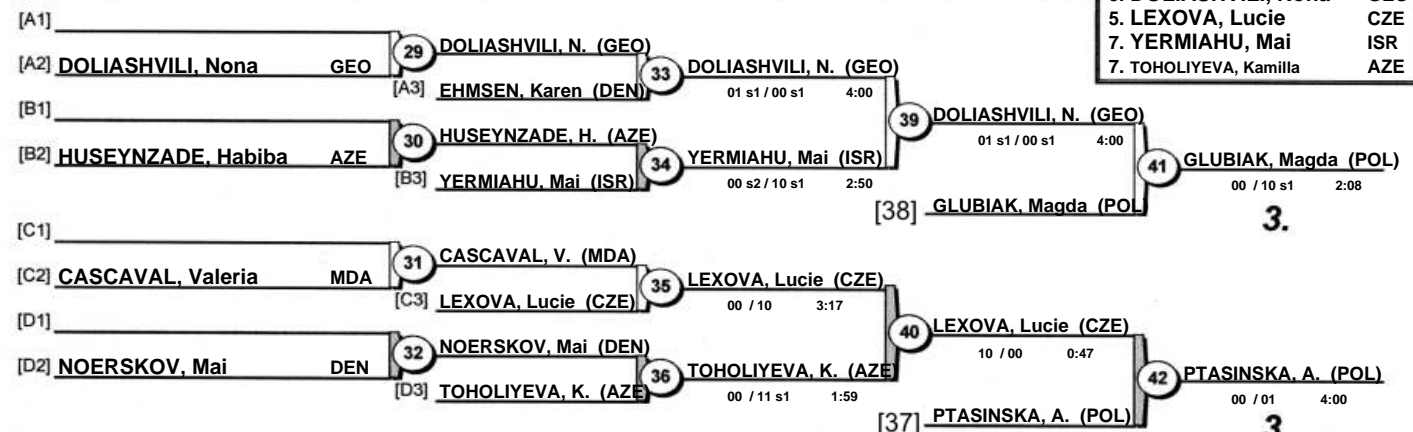 5. LEXOVA, Lucie CZE
7. YERMIAHU, Mai ISR
7. TOHOLIYEVA, Kamilla AZE
[A1]
[A2] DOLIASHVILI, Nona GEO
29 DOLIASHVILI, N. (GEO)
[A3] EHMSEN, Karen (DEN)
33 DOLIASHVILI, N. (GEO)
01 s1 / 00 s1 4:00
[B1]
[B2] HUSEYNZADE, Habiba AZE
30 HUSEYNZADE, H. (AZE)
[B3] YERMIAHU, Mai (ISR)
34 YERMIAHU, Mai (ISR)
00 s2 / 10 s1 2:50
39 DOLIASHVILI, N. (GEO)
01 s1 / 00 s1 4:00
[38] GLUBIAK, Magda (POL
41 GLUBIAK, Magda (POL)
00 / 10 s1 2:08
3.
[C1]
[C2] CASCAVAL, Valeria MDA
31 CASCAVAL, V. (MDA)
[C3] LEXOVA, Lucie (CZE)
35 LEXOVA, Lucie (CZE)
00 / 10 3:17
[D1]
[D2] NOERSKOV, Mai DEN
32 NOERSKOV, Mai (DEN)
[D3] TOHOLIYEVA, K. (AZE)
36 TOHOLIYEVA, K. (AZE)
00 / 11 s1 1:59
40 LEXOVA, Lucie (CZE)
10 / 00 0:47
[37] PTASINSKA, A. (POL)
42 PTASINSKA, A. (POL)
00 / 01 4:00
3